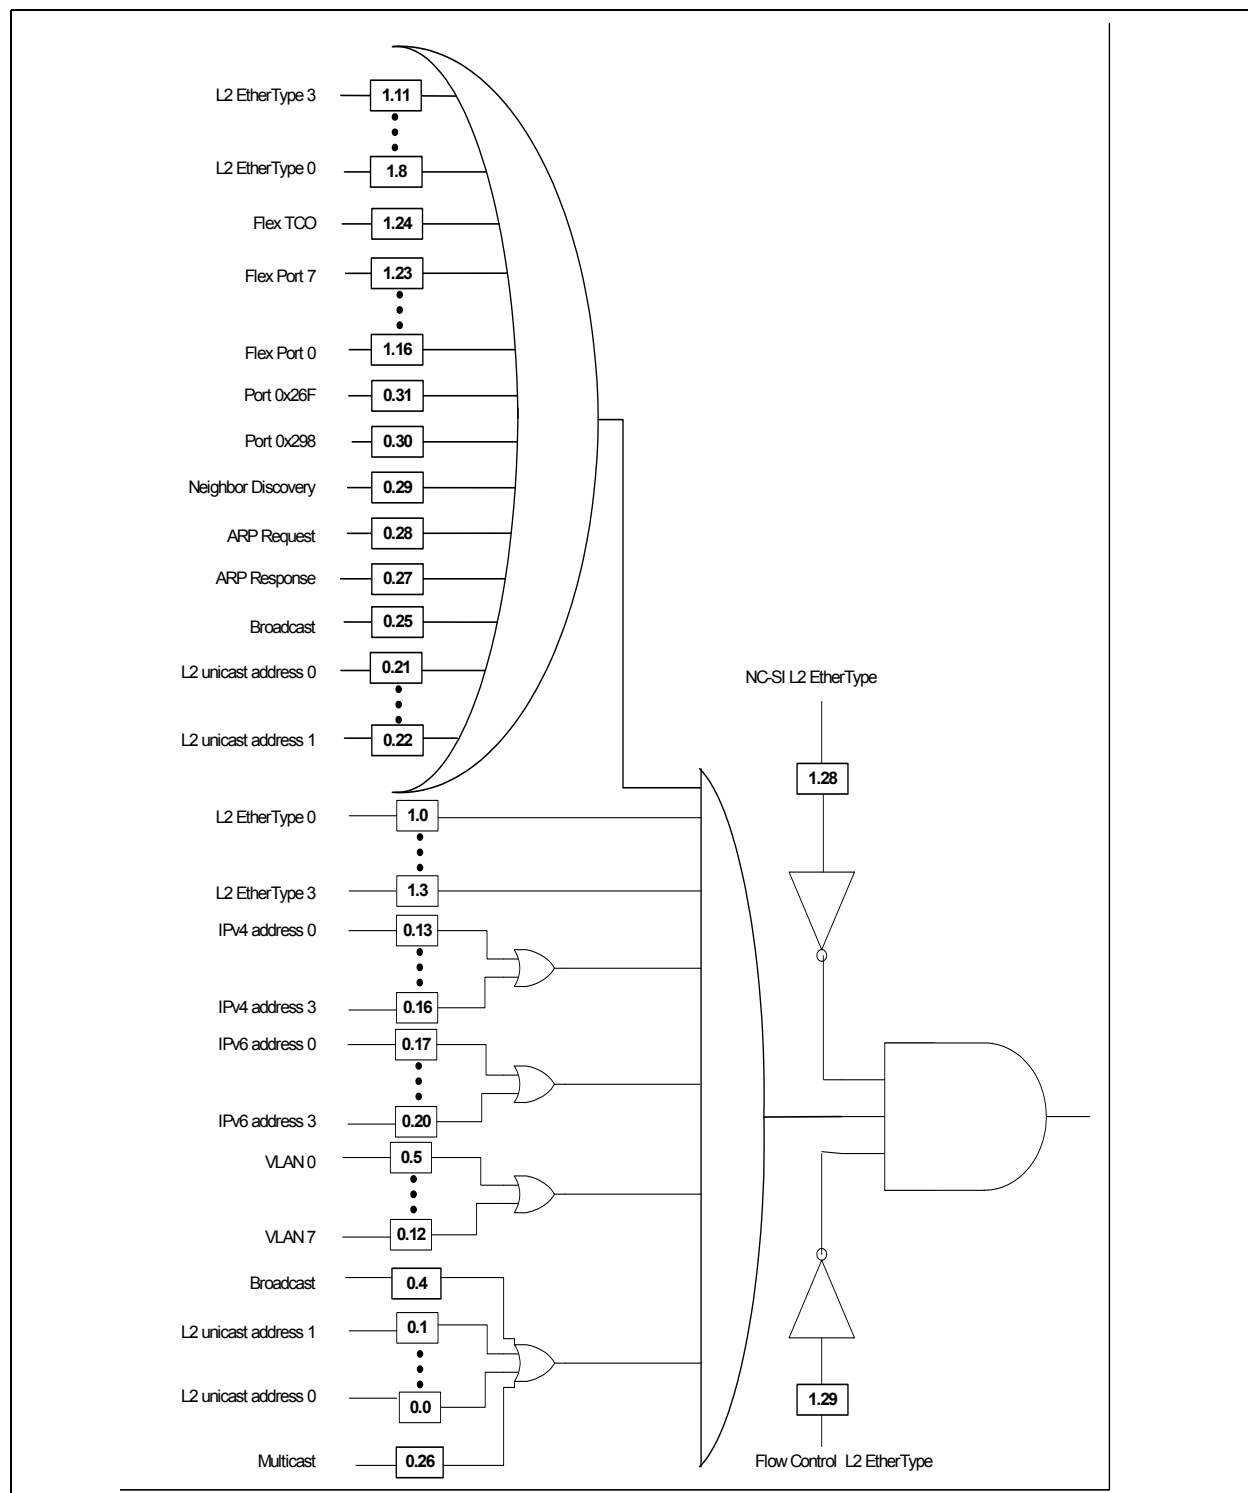 L2 EtherType 3 1.11
L2 EtherType 0 1.8
Flex TCO 1.24
Flex Port 7 1.23
Flex Port 0 1.16
Port 0x26F 0.31
Port 0x298 0.30
Neighbor Discovery 0.29
ARP Request 0.28
ARP Response 0.27
Broadcast 0.25
L2 unicast address 0 0.21
L2 unicast address 1 0.22
L2 EtherType 0 1.0
L2 EtherType 3 1.3
IPv4 address 0 0.13
IPv4 address 3 0.16
IPv6 address 0 0.17
IPv6 address 3 0.20
VLAN 0 0.5
VLAN 7 0.12
Broadcast 0.4
L2 unicast address 1 0.1
L2 unicast address 0 0.0
Multicast 0.26
NC-SI L2 EtherType
1.28
1.29
Flow Control L2 EtherType